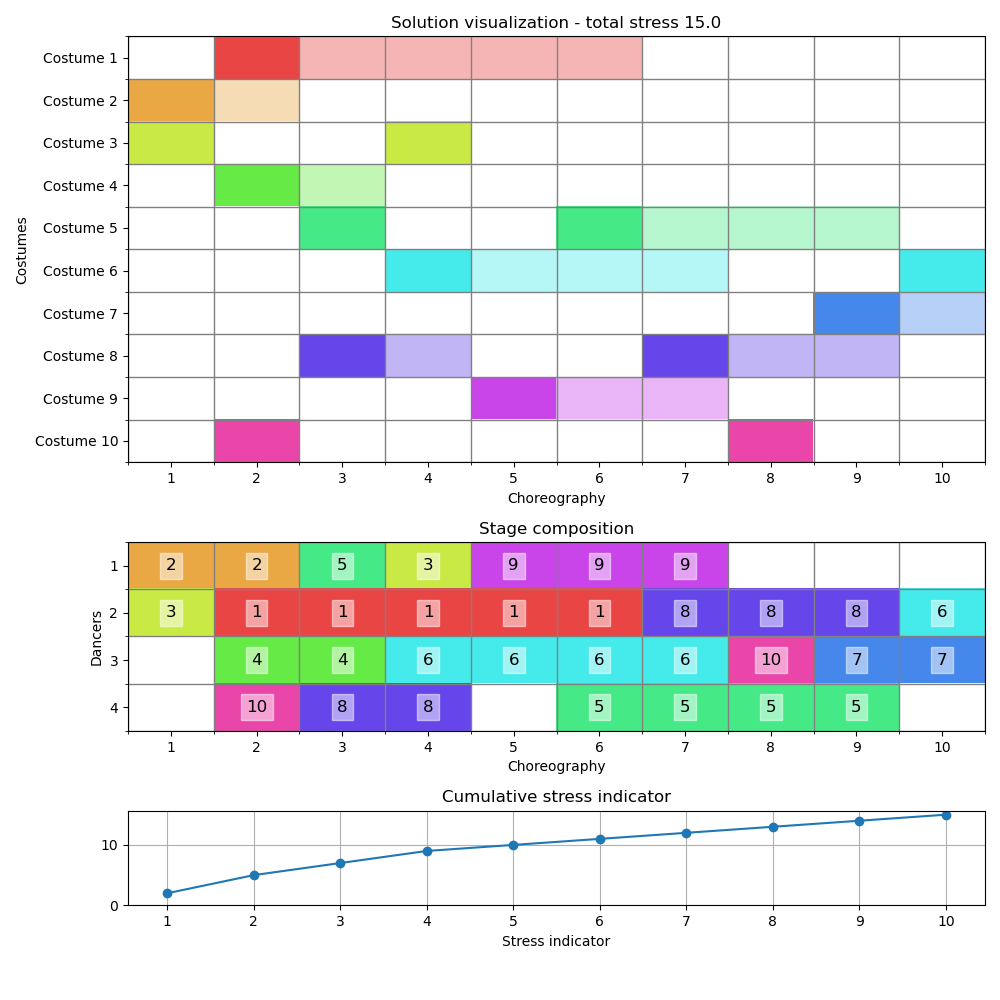 Solution visualization - total stress 15.0
Costume 1
Costume 2
Costume 3
Costume 4
Costume 5
Costume 6
Costume 7
Costume 8
Costume 9
Costume 10
Costumes
1 2 3 4 5 6 7 8 9 10
Choreography
Stage composition
1 2 2 5 3 9 9 9
2 3 1 1 1 1 1 8 8 8 6
3 4 4 6 6 6 6 10 7 7
4 10 8 8 5 5 5 5
Dancers
1 2 3 4 5 6 7 8 9 10
Choreography
Cumulative stress indicator
10
0
1 2 3 4 5 6 7 8 9 10
Stress indicator